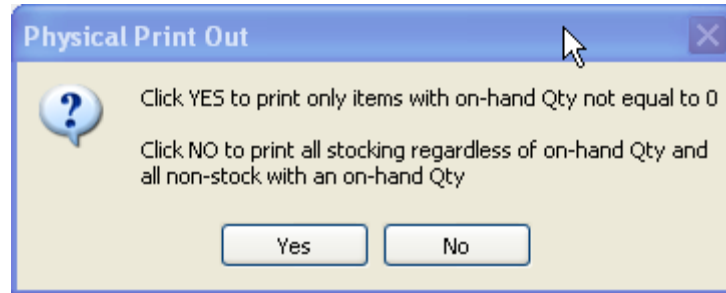 Physical Print Out
Click YES to print only items with on-hand Qty not equal to 0
Click NO to print all stocking regardless of on-hand Qty and
all non-stock with an on-hand Qty
Yes
No